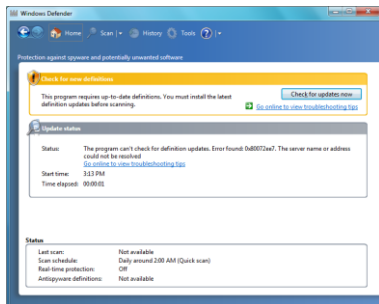 Windows Defender
Home Scan History Tools
Protection against spyware and potentially unwanted software
Check for new definitions
This program requires up-to-date definitions. You must install the latest
definition updates before scanning.
Check for updates now
Go online to view troubleshooting tips
Update status
Status: The program can't check for definition updates. Error found: 0x80072ee7. The server name or address
could not be resolved
Go online to view troubleshooting tips
Start time: 3:13 PM
Time elapsed: 00:00:01
Status
Last scan: Not available
Scan schedule: Daily around 2:00 AM (Quick scan)
Real-time protection: Off
Antispyware definitions: Not available